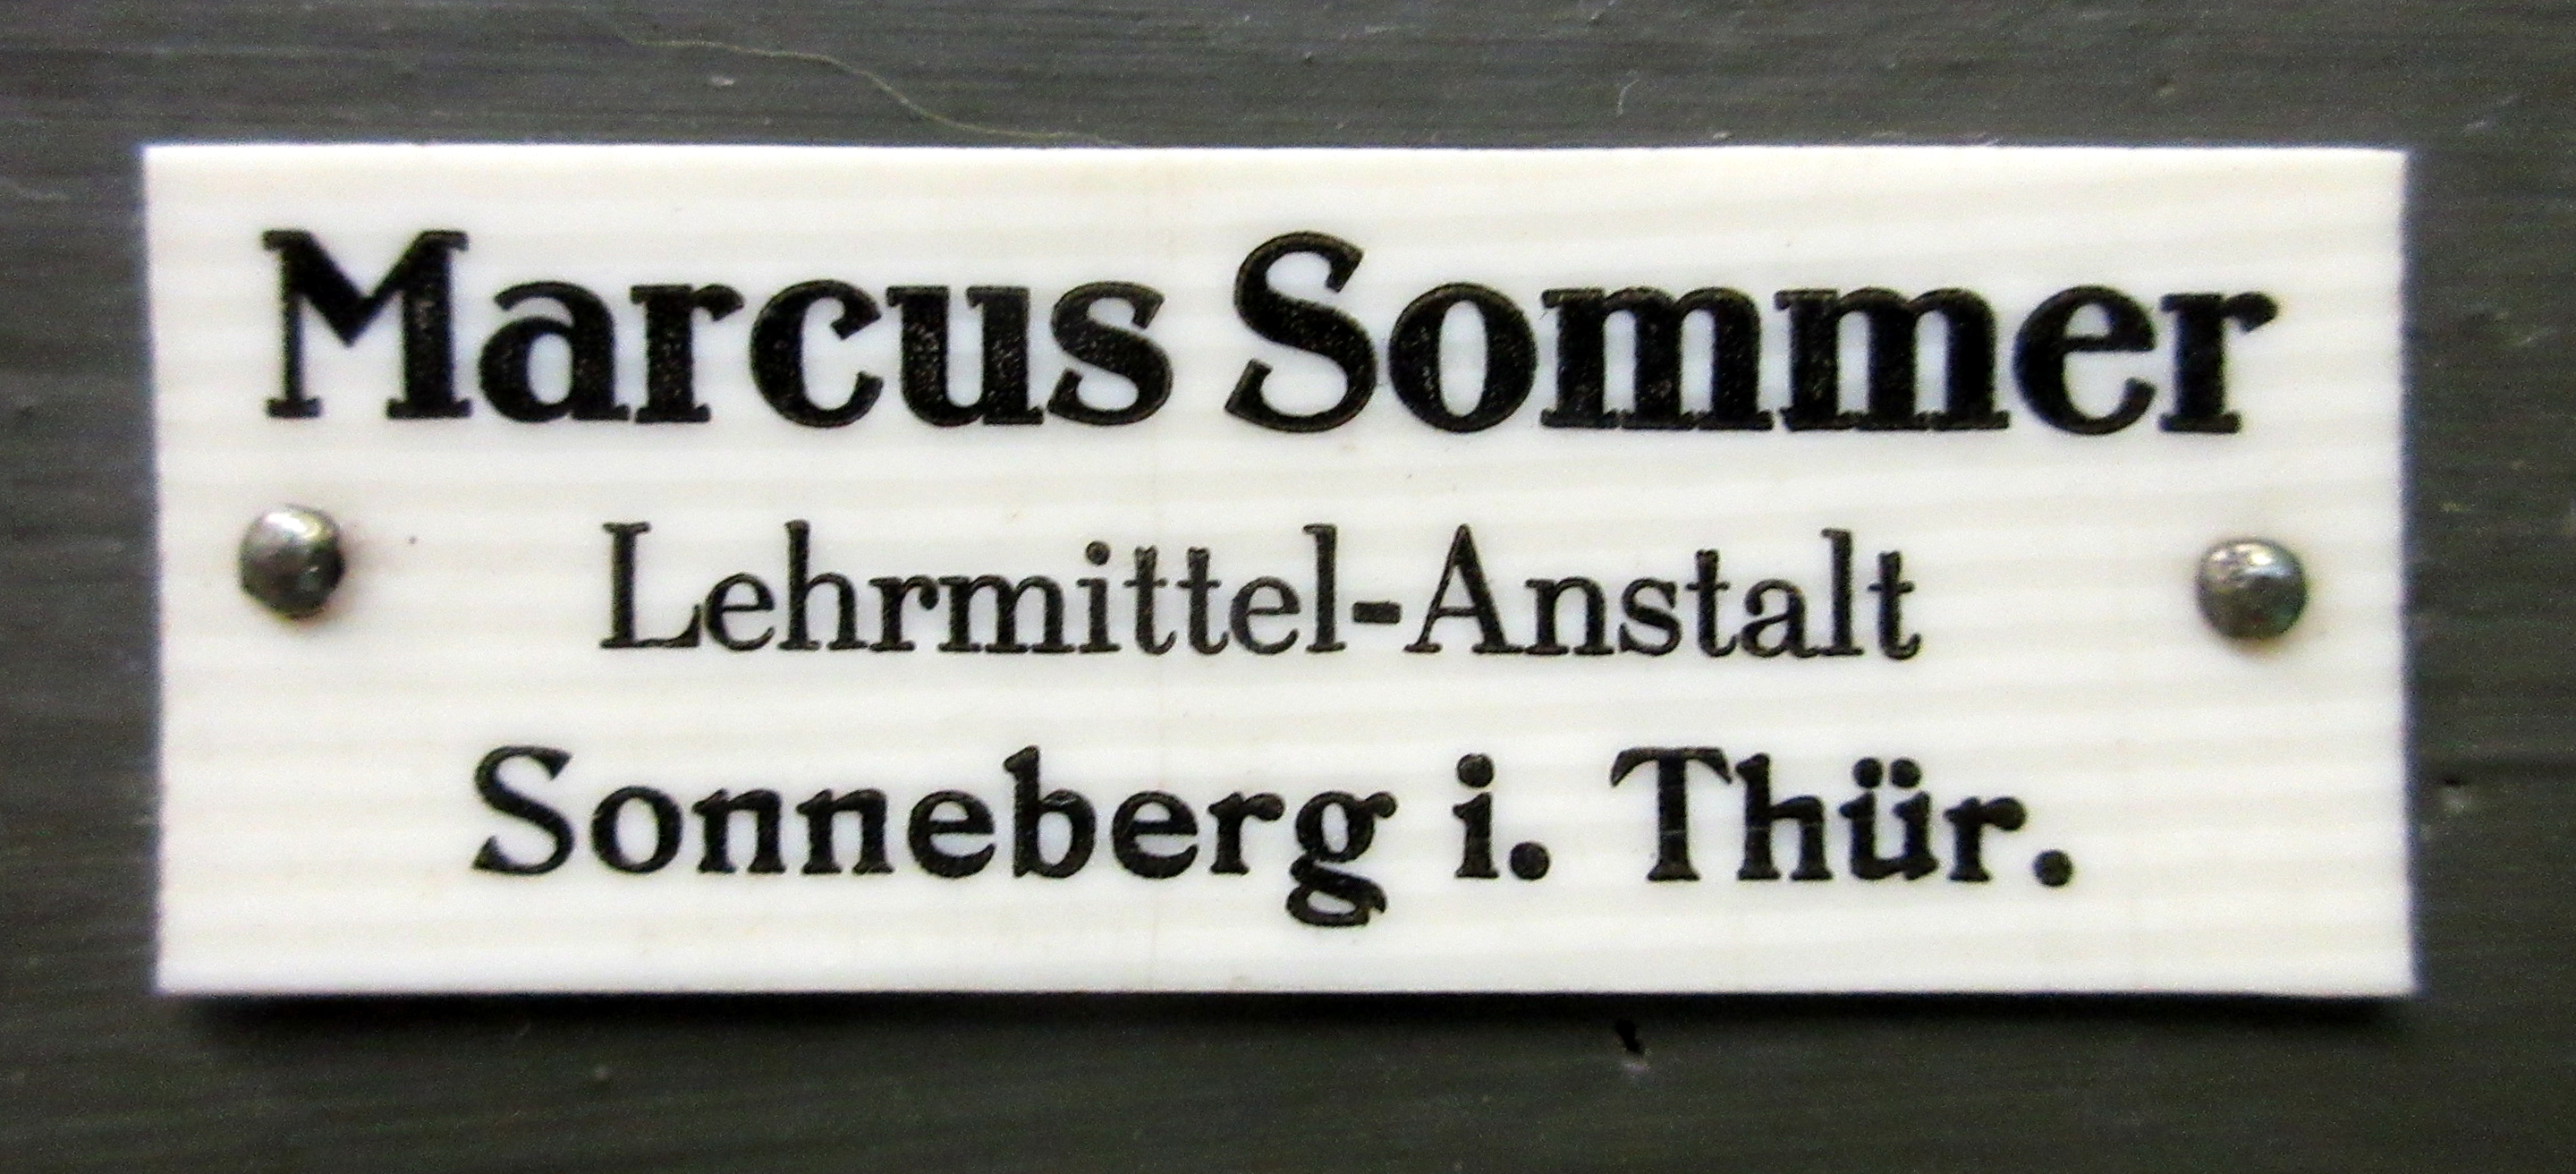 Marcus Sommer
Lehrmittel-Anstalt
Sonneberg i. Thür.